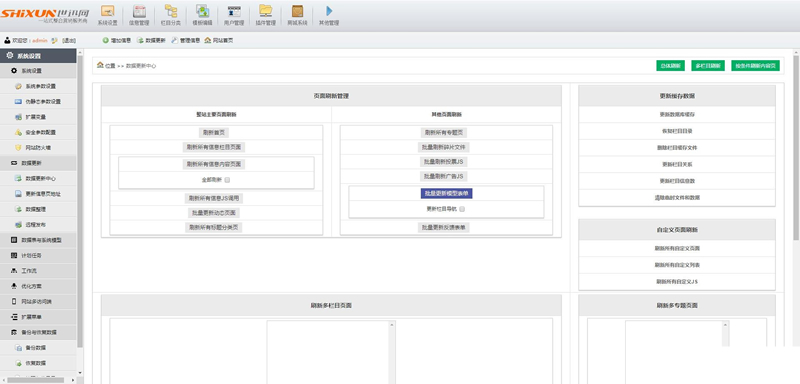 SHiXUN 世讯网
一站式整合营销服务商
系统设置
信息管理
栏目分类
模板编辑
用户管理
插件管理
商城系统
其他管理
欢迎您：admin [退出]
增加信息
数据更新
管理信息
网站首页
系统设置
系统设置
系统参数设置
伪静态参数设置
扩展变量
安全参数配置
网站防火墙
数据更新
数据更新中心
更新信息页地址
数据整理
远程发布
数据表与系统模型
计划任务
工作流
优化方案
网站多访问端
扩展菜单
备份与恢复数据
备份数据
恢复数据
位置 >> 数据更新中心
总体刷新
多栏目刷新
按条件刷新内容页
页面刷新管理
整站主要页面刷新
其他页面刷新
刷新首页
刷新所有信息栏目页面
刷新所有信息内容页面
全部刷新
刷新所有信息JS调用
批量更新动态页面
刷新所有标题分类页
刷新所有专题页
批量刷新碎片文件
批量刷新投票JS
批量刷新广告JS
批量更新模型表单
更新栏目导航
批量更新反馈表单
更新缓存数据
更新数据库缓存
恢复栏目目录
删除栏目缓存文件
更新栏目关系
更新栏目信息数
清除临时文件和数据
自定义页面刷新
刷新所有自定义页面
刷新所有自定义列表
刷新所有自定义JS
刷新多栏目页面
刷新多专题页面